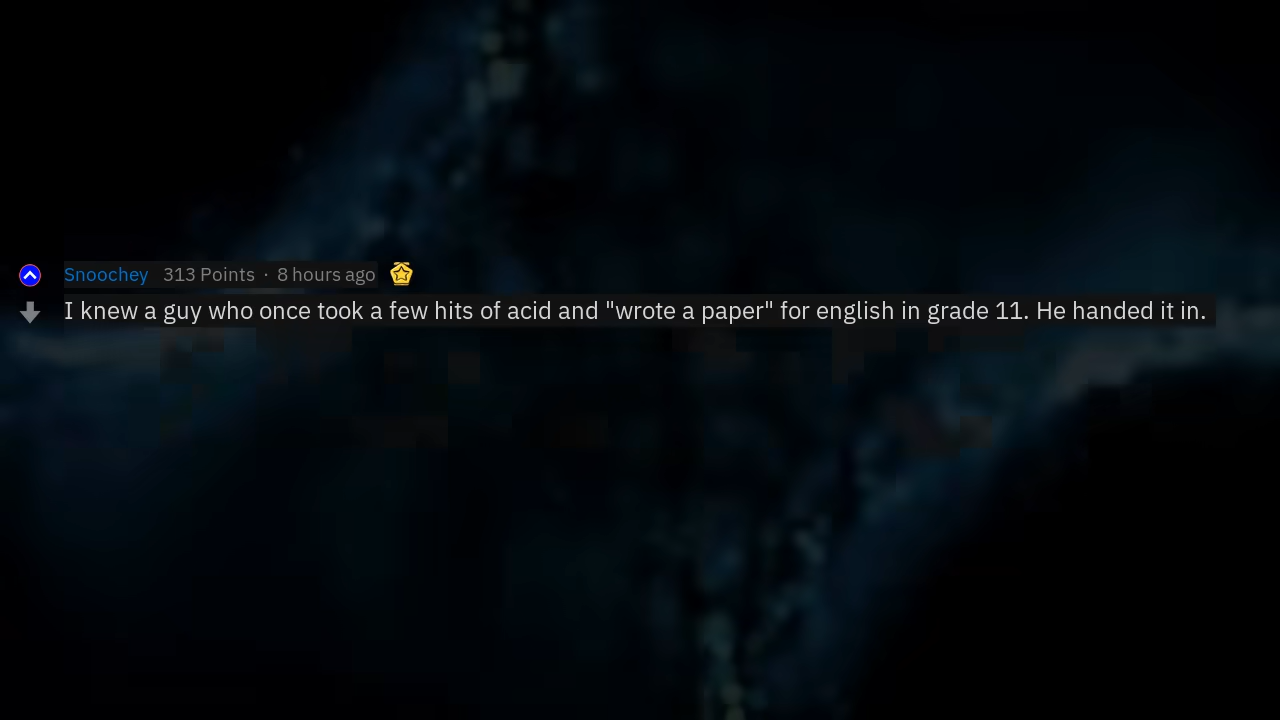 Snoochey 313 Points · 8 hours ago
I knew a guy who once took a few hits of acid and "wrote a paper" for english in grade 11. He handed it in.